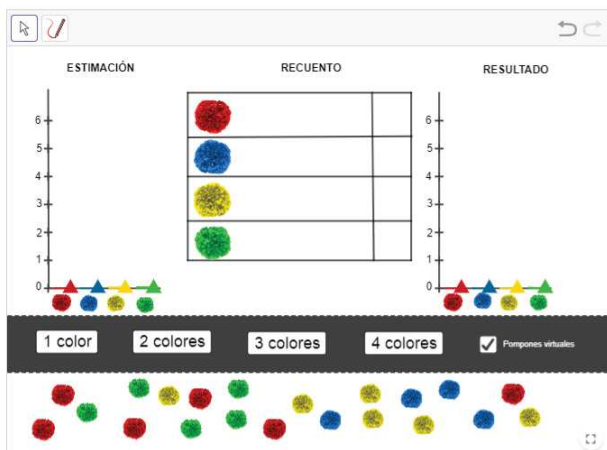 ESTIMACIÓN
RECUENTO
RESULTADO
6
5
4
3
2
1
0
6
5
4
3
2
1
0
1 color
2 colores
3 colores
4 colores
Pompones virtuales